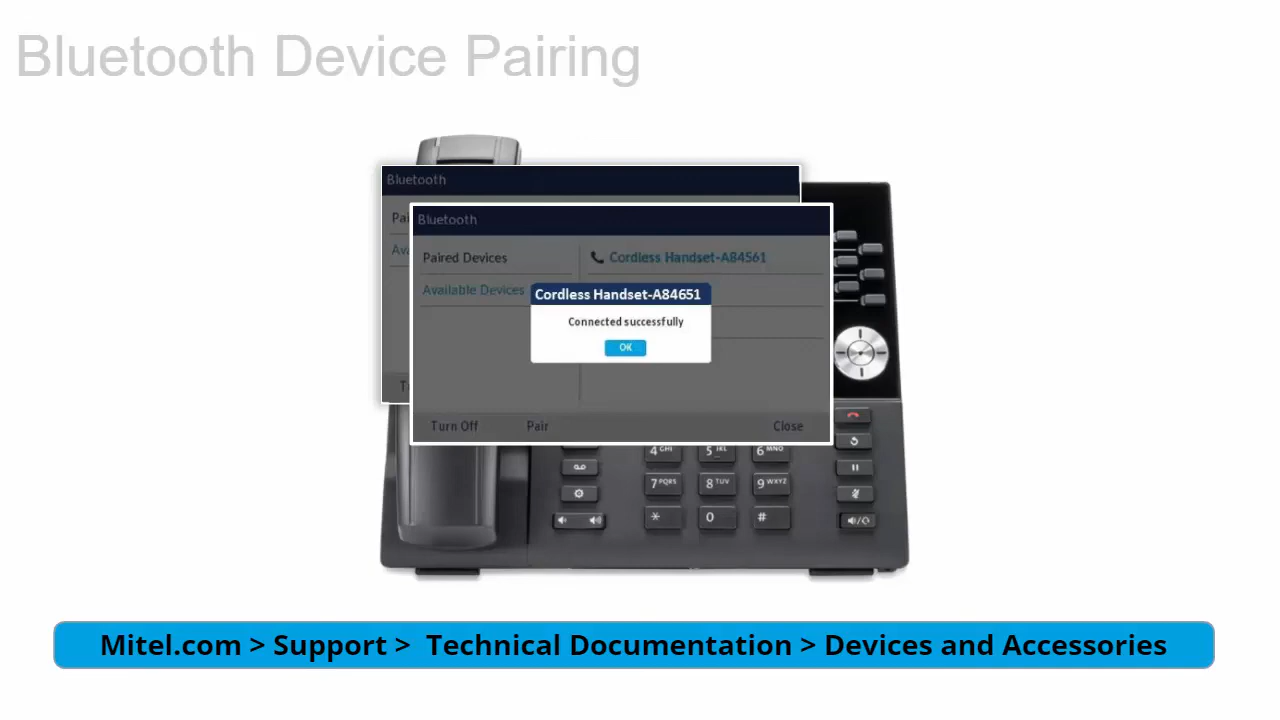 Bluetooth Device Pairing
Bluetooth
Pai
Ava
T
Bluetooth
Paired Devices
Cordless Handset-A84561
Available Devices
Cordless Handset-A84651
Connected successfully
OK
Turn Off
Pair
Close
4 GHI
5 JKL
6 MNO
7 PQRS
8 TUV
9 WXYZ
*
0
#
Mitel.com > Support > Technical Documentation > Devices and Accessories